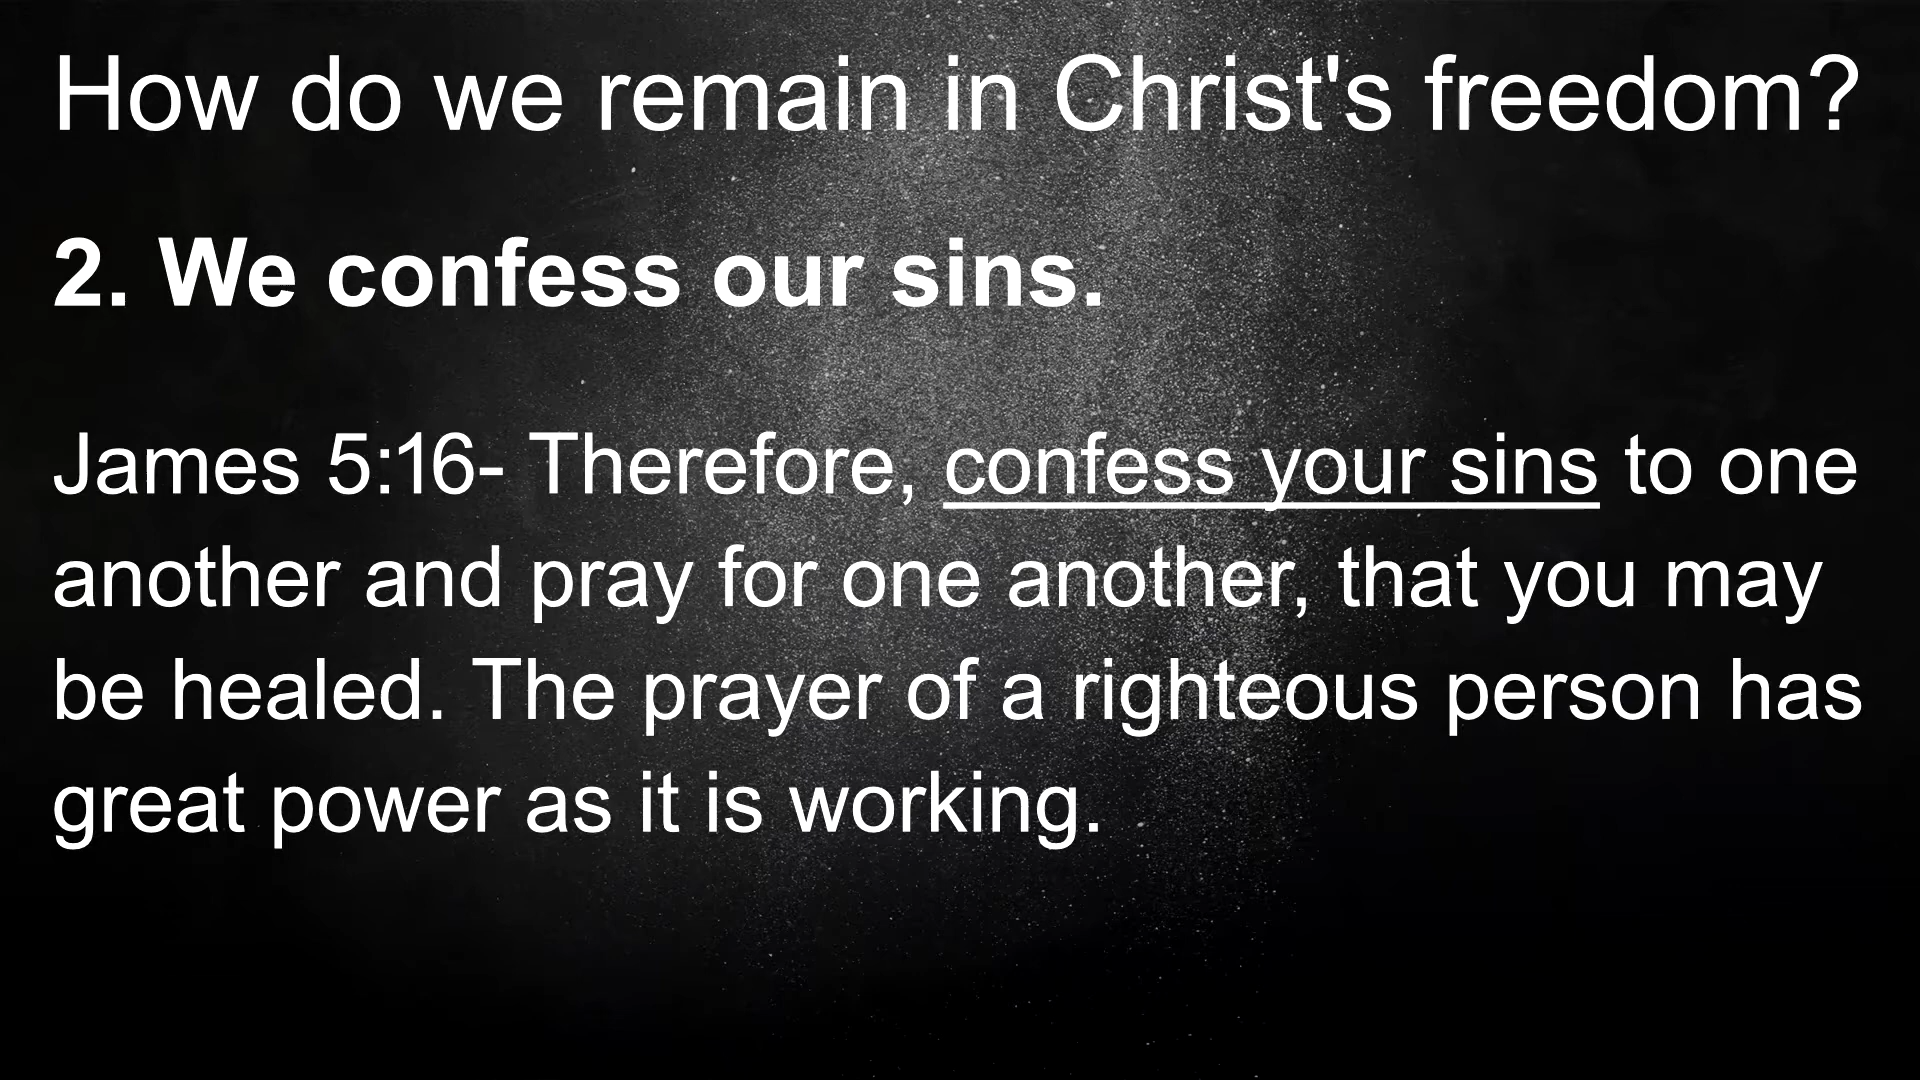 How do we remain in Christ's freedom?
2. We confess our sins.
James 5:16- Therefore, confess your sins to one
another and pray for one another, that you may
be healed. The prayer of a righteous person has
great power as it is working.